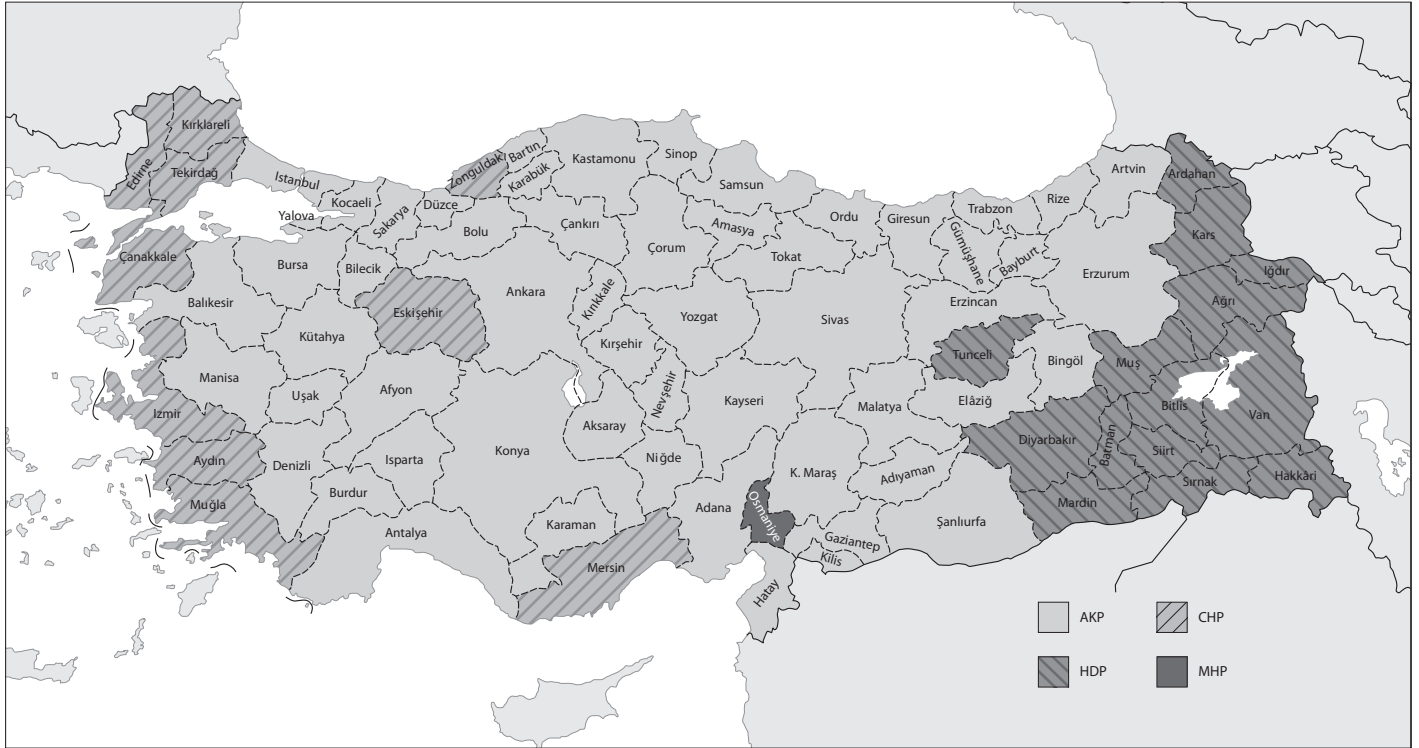 Kırklareli
Edirne
Tekirdağ
Istanbul
Kocaeli
Yalova
Sakarya
Düzce
Zonguldak
Bartın
Karabük
Kastamonu
Sinop
Samsun
Bolu
Çankırı
Çorum
Amasya
Tokat
Ordu
Giresun
Gümüşhane
Trabzon
Bayburt
Rize
Artvin
Ardahan
Kars
Iğdır
Ağrı
Erzurum
Erzincan
Çanakkale
Balıkesir
Bursa
Bilecik
Eskişehir
Kütahya
Ankara
Kırıkkale
Kırşehir
Yozgat
Sivas
Tunceli
Bingöl
Muş
Bitlis
Van
Manisa
Uşak
Afyon
Izmir
Aydın
Muğla
Denizli
Burdur
Isparta
Antalya
Konya
Aksaray
Nevşehir
Niğde
Kayseri
Malatya
Elâziğ
Diyarbakır
Batman
Siirt
Sırnak
Hakkâri
Mardin
Karaman
Mersin
Adana
Osmaniye
K. Maraş
Adıyaman
Gaziantep
Kilis
Şanlıurfa
Hatay
AKP
CHP
HDP
MHP